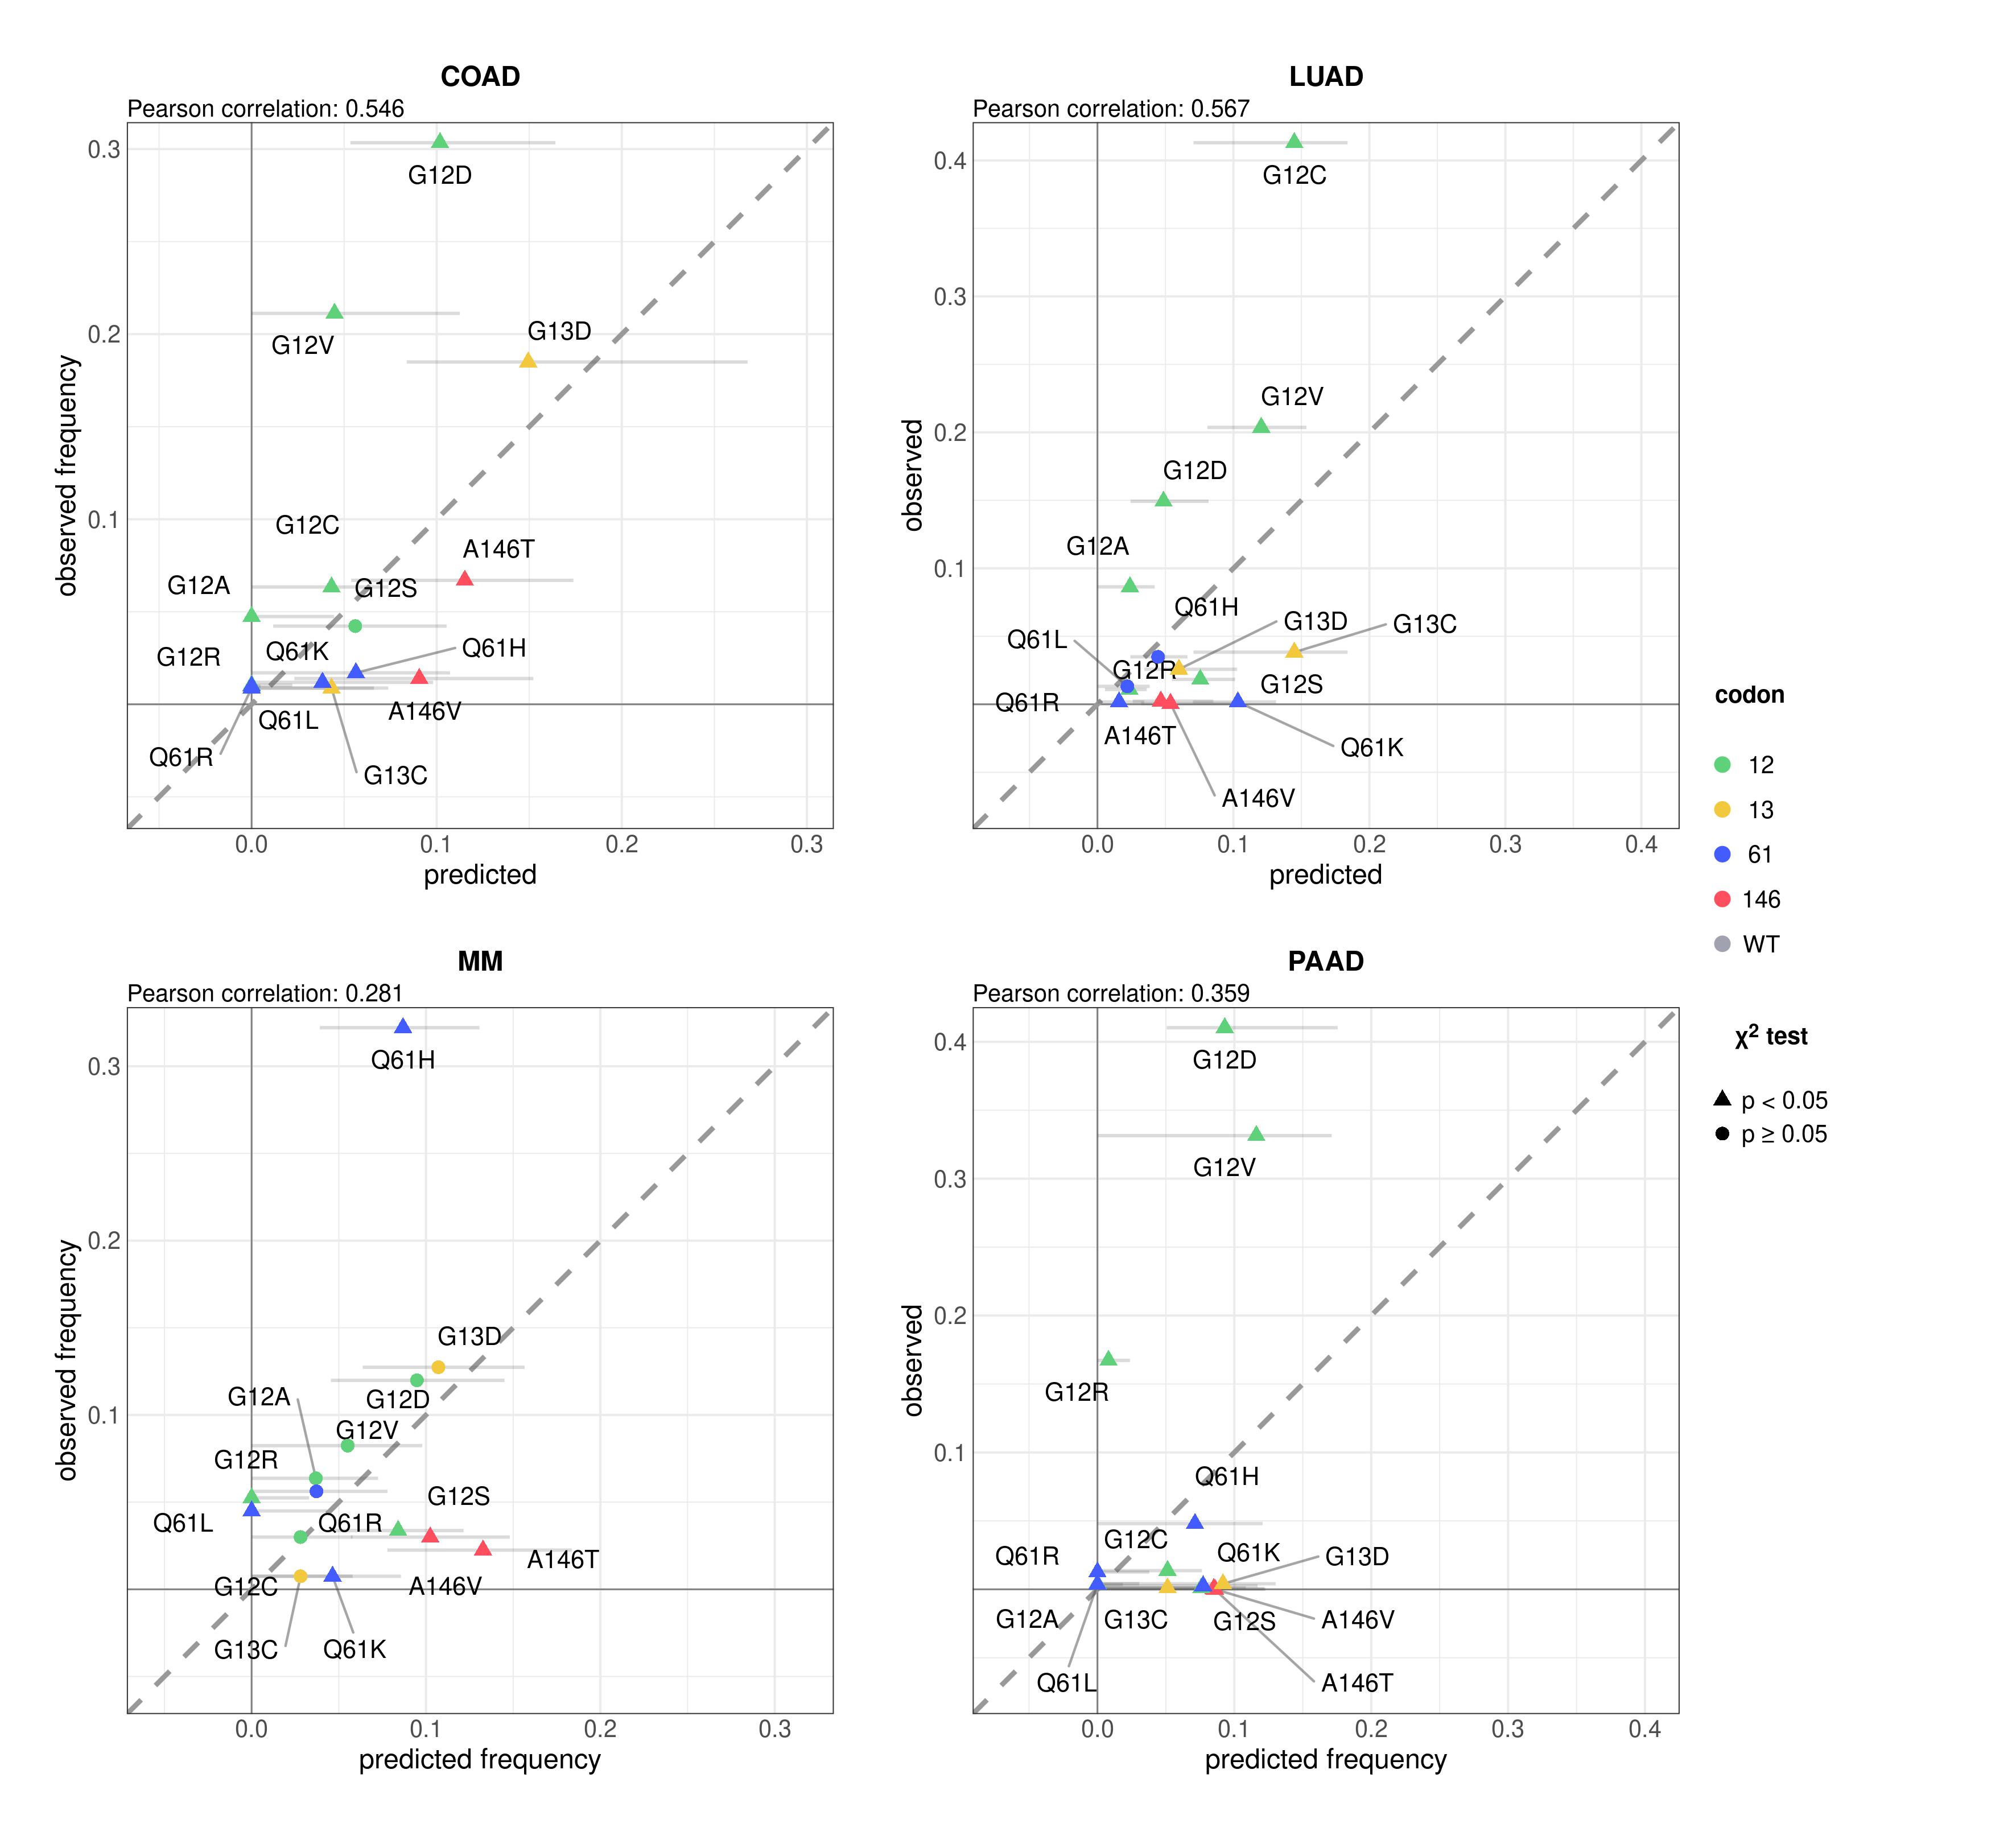 COAD
Pearson correlation: 0.546
observed frequency
0.3
0.2
0.1
G12D
G12V
G13D
G12C
A146T
G12A
G12S
G12R
Q61K
Q61H
A146V
Q61L
Q61R
G13C
0.0
0.1
0.2
0.3
predicted
LUAD
Pearson correlation: 0.567
observed
0.4
0.3
0.2
0.1
G12C
G12V
G12D
G12A
Q61H
G13D
G13C
Q61L
G12R
G12S
Q61R
A146T
Q61K
A146V
0.0
0.1
0.2
0.3
0.4
predicted
codon
12
13
61
146
WT
χ² test
p < 0.05
p ≥ 0.05
MM
Pearson correlation: 0.281
observed frequency
0.3
0.2
0.1
Q61H
G13D
G12A
G12D
G12V
G12R
G12S
Q61L
Q61R
A146T
G12C
A146V
G13C
Q61K
0.0
0.1
0.2
0.3
predicted frequency
PAAD
Pearson correlation: 0.359
observed
0.4
0.3
0.2
0.1
G12D
G12V
G12R
Q61H
G12C
Q61R
Q61K
G13D
G12A
G13C
G12S
A146V
Q61L
A146T
0.0
0.1
0.2
0.3
0.4
predicted frequency